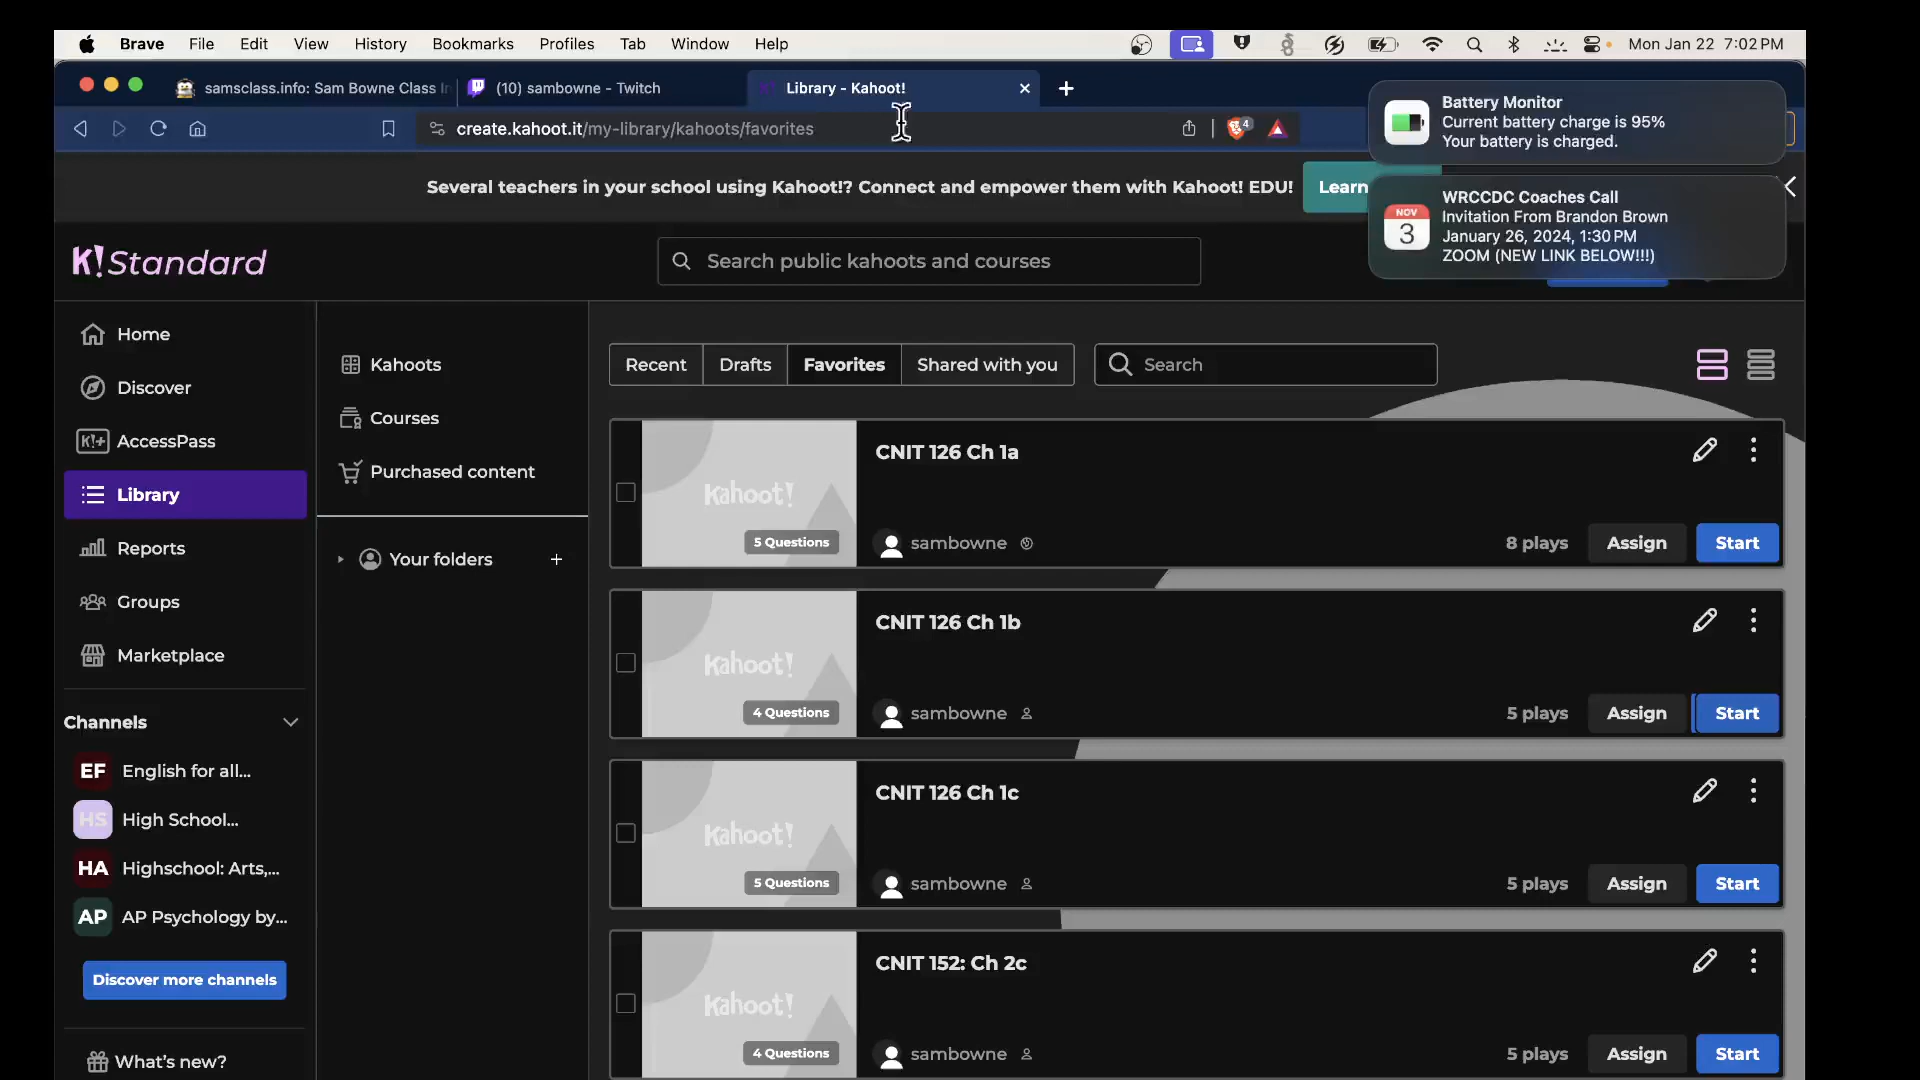 Brave File Edit View History Bookmarks Profiles Tab Window Help Mon Jan 22 7:02 PM
samsclass.info: Sam Bowne Class In
(10) sambowne - Twitch
Library - Kahoot!
create.kahoot.it/my-library/kahoots/favorites
4
Battery Monitor
Current battery charge is 95%
Your battery is charged.
Several teachers in your school using Kahoot!? Connect and empower them with Kahoot! EDU!
Learn
NOV
3
WRCCDC Coaches Call
Invitation From Brandon Brown
January 26, 2024, 1:30 PM
ZOOM (NEW LINK BELOW!!!)
K!Standard
Search public kahoots and courses
Home
Discover
K!+ AccessPass
Library
Reports
Groups
Marketplace
Channels
EF English for all...
HS High School...
HA Highschool: Arts,...
AP AP Psychology by...
Discover more channels
What's new?
Kahoots
Courses
Purchased content
Your folders +
Recent Drafts Favorites Shared with you
Search
CNIT 126 Ch 1a
Kahoot!
5 Questions
sambowne
8 plays Assign Start
CNIT 126 Ch 1b
Kahoot!
4 Questions
sambowne
5 plays Assign Start
CNIT 126 Ch 1c
Kahoot!
5 Questions
sambowne
5 plays Assign Start
CNIT 152: Ch 2c
Kahoot!
4 Questions
sambowne
5 plays Assign Start